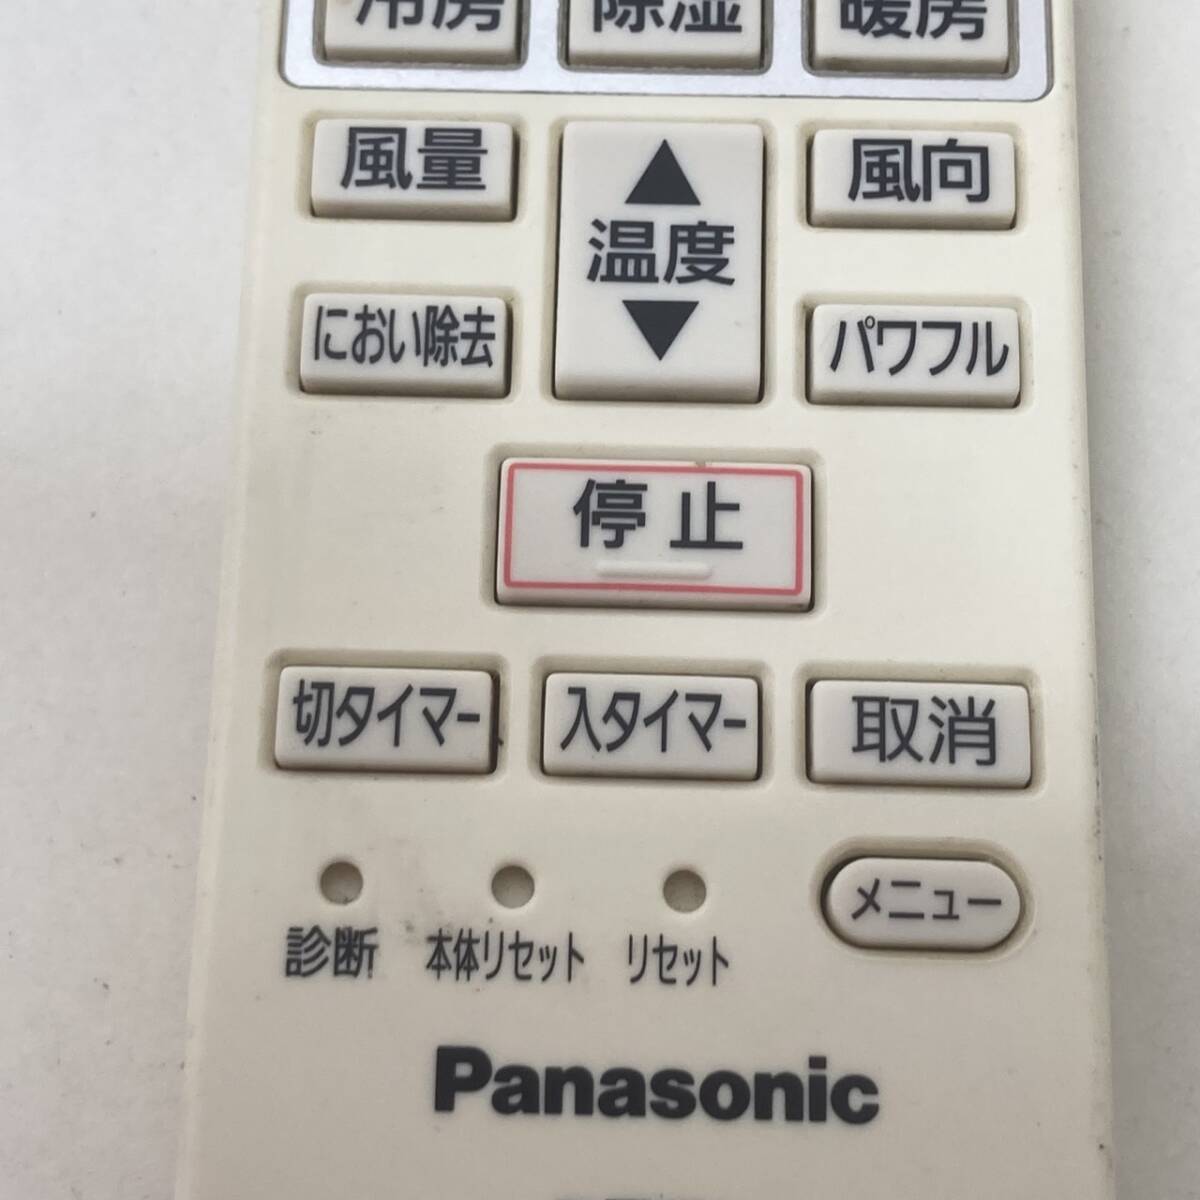 冷房 除湿 暖房
風量 ▲ 風向
温度
▼
におい除去 パワフル
停止
切タイマー 入タイマー 取消
メニュー
診断 本体リセット リセット
Panasonic